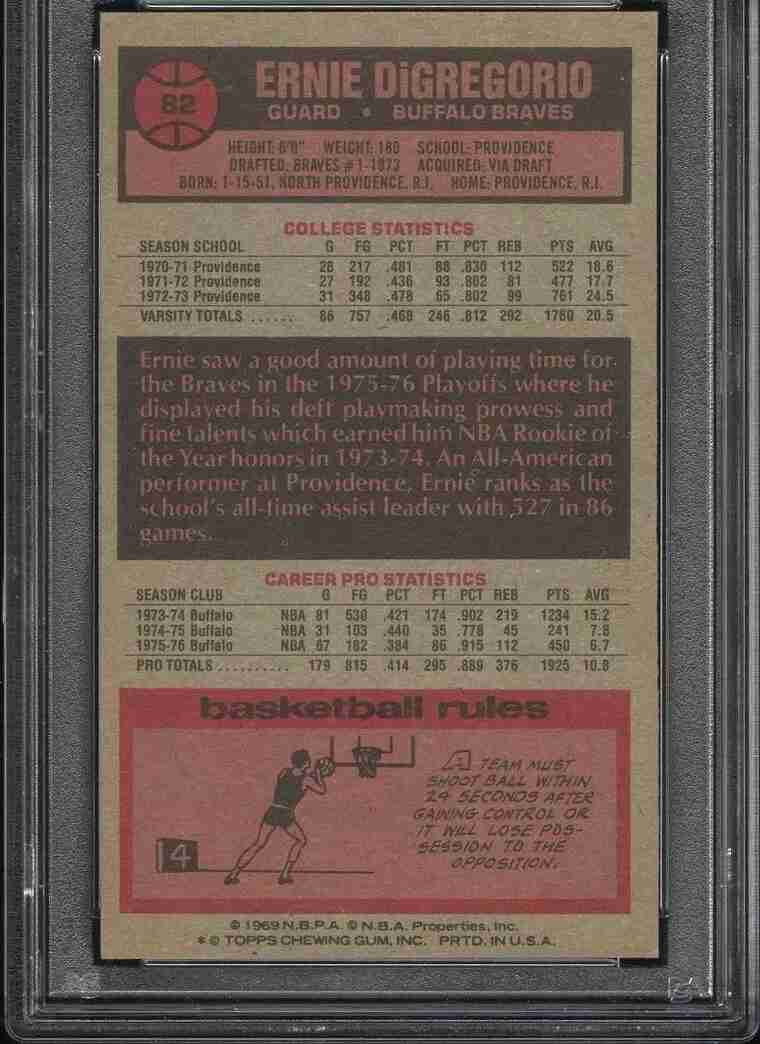 82
ERNIE DiGREGORIO
GUARD • BUFFALO BRAVES
HEIGHT: 6'0" WEIGHT: 180 SCHOOL: PROVIDENCE
DRAFTED: BRAVES #1-1973 ACQUIRED: VIA DRAFT
BORN: 1-15-51, NORTH PROVIDENCE, R.I. HOME: PROVIDENCE, R.I.
COLLEGE STATISTICS
SEASON SCHOOL G FG PCT FT PCT REB PTS AVG
1970-71 Providence 28 217 .481 88 .830 112 522 18.6
1971-72 Providence 27 192 .436 93 .802 81 477 17.7
1972-73 Providence 31 348 .478 65 .802 99 761 24.5
VARSITY TOTALS ...... 86 757 .468 246 .812 292 1760 20.5
Ernie saw a good amount of playing time for
the Braves in the 1975-76 Playoffs where he
displayed his deft playmaking prowess and
fine talents which earned him NBA Rookie of
the Year honors in 1973-74. An All-American
performer at Providence, Ernie ranks as the
school's all-time assist leader with 527 in 86
games.
CAREER PRO STATISTICS
SEASON CLUB G FG PCT FT PCT REB PTS AVG
1973-74 Buffalo NBA 81 530 .421 174 .902 219 1234 15.2
1974-75 Buffalo NBA 31 103 .440 35 .778 45 241 7.8
1975-76 Buffalo NBA 67 182 .384 86 .915 112 450 6.7
PRO TOTALS .......... 179 815 .414 295 .889 376 1925 10.8
basketball rules
A TEAM MUST
SHOOT BALL WITHIN
24 SECONDS AFTER
GAINING CONTROL OR
IT WILL LOSE POS-
SESSION TO THE
OPPOSITION.
4
© 1969 N.B.P.A. © N.B.A. Properties, Inc.
* © TOPPS CHEWING GUM, INC. PRTD. IN U.S.A.